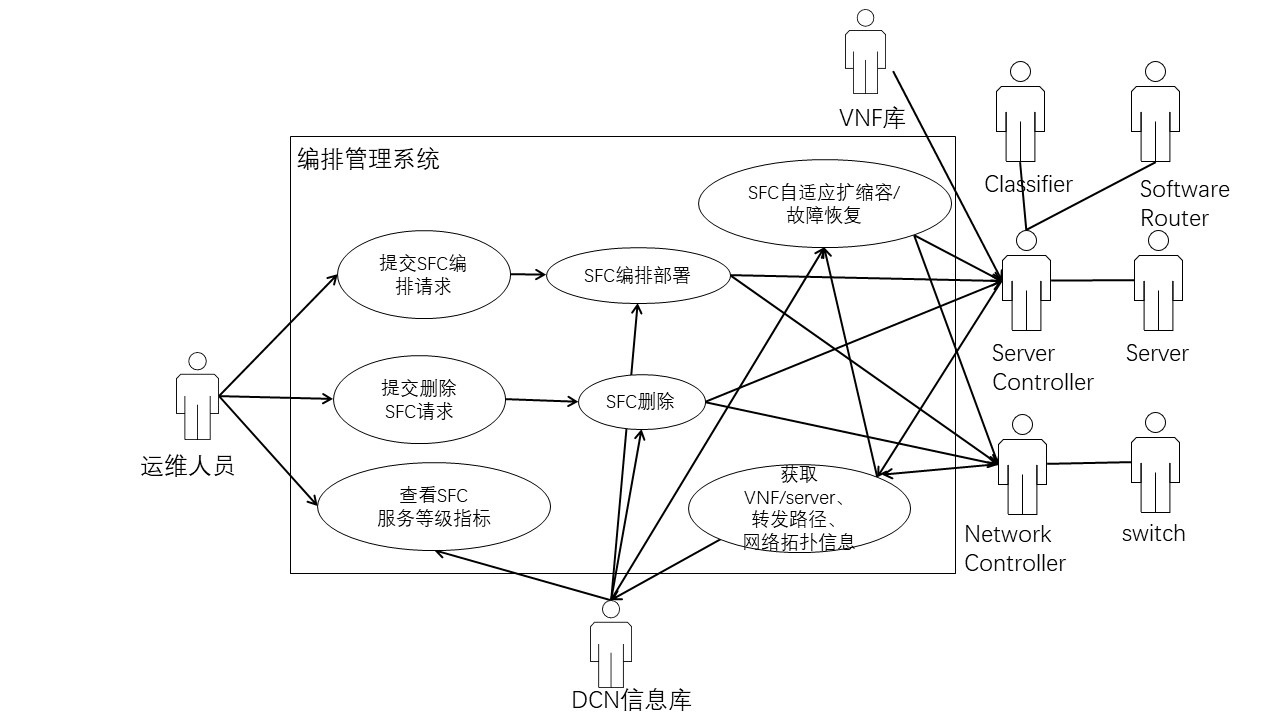 VNF库
编排管理系统
Classifier
Software
Router
SFC自适应扩缩容/
故障恢复
提交SFC编
排请求
SFC编排部署
Server
Controller
Server
提交删除
SFC请求
SFC删除
运维人员
查看SFC
服务等级指标
获取
VNF/server、
转发路径、
网络拓扑信息
Network
Controller
switch
DCN信息库